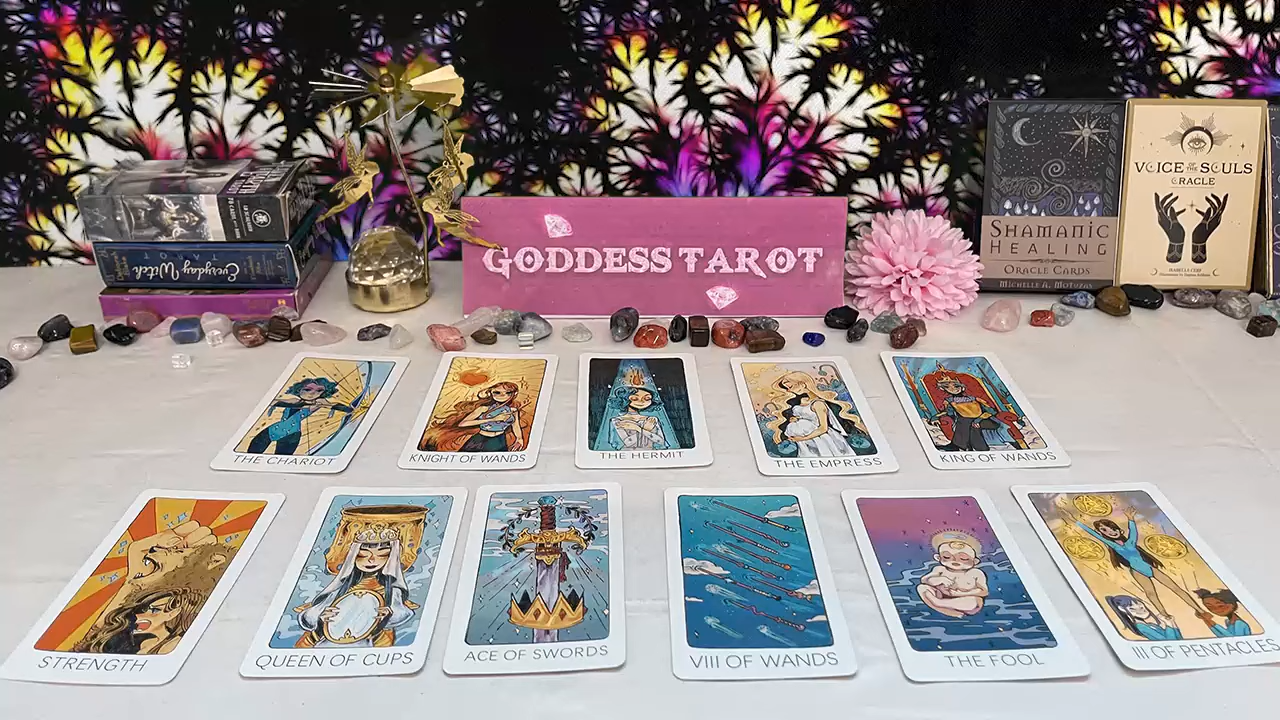 Everyday Witch
TAROT
GODDESS TAROT
SHAMANIC
HEALING
ORACLE CARDS
MICHELLE A. MOTUZAS
VOICE OF THE SOULS
ORACLE
THE CHARIOT
KNIGHT OF WANDS
THE HERMIT
THE EMPRESS
KING OF WANDS
STRENGTH
QUEEN OF CUPS
ACE OF SWORDS
VIII OF WANDS
THE FOOL
III OF PENTACLES